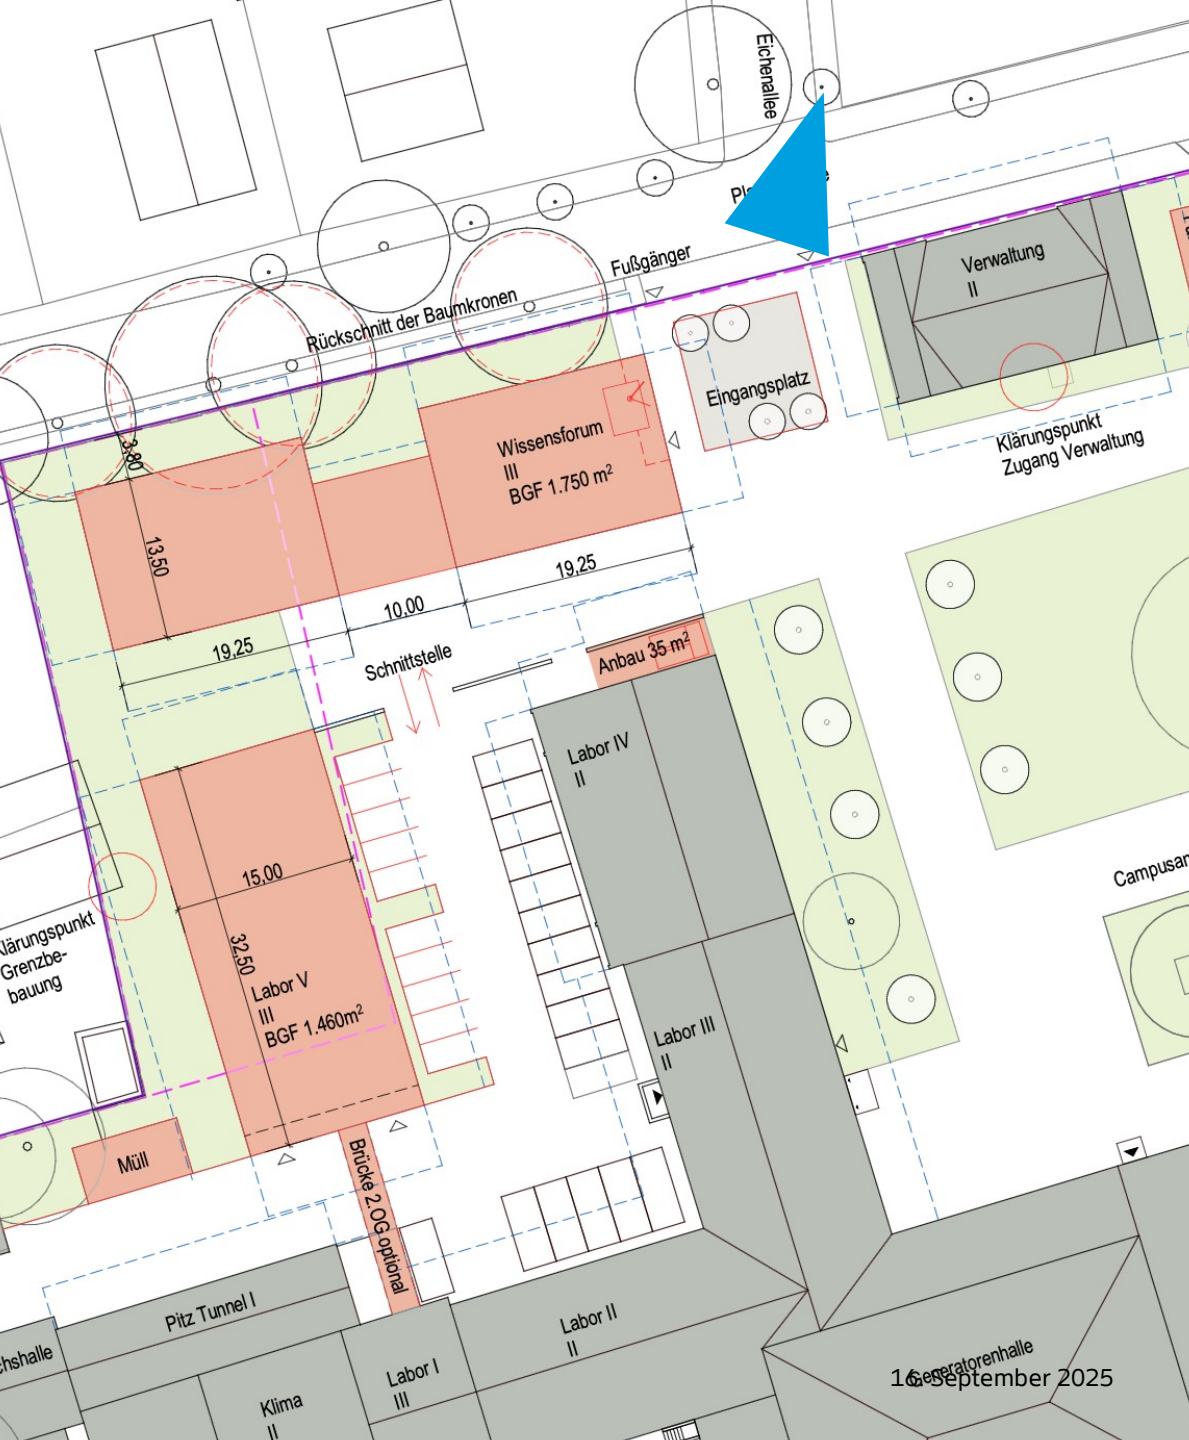 Eichenallee
Fußgänger
Rückschnitt der Baumkronen
Verwaltung
II
Eingangsplatz
Klärungspunkt
Zugang Verwaltung
Wissensforum
III
BGF 1.750 m²
3,80
13,50
19,25
10,00
19,25
Schnittstelle
Anbau 35 m²
Labor IV
II
15,00
32,50
Labor V
III
BGF 1.460m²
Grenzbe-
bauung
Labor III
II
Müll
Brücke 2.OG optional
Pitz Tunnel I
Labor II
II
Labor I
III
Klima
II
Generatorenhalle
16. September 2025